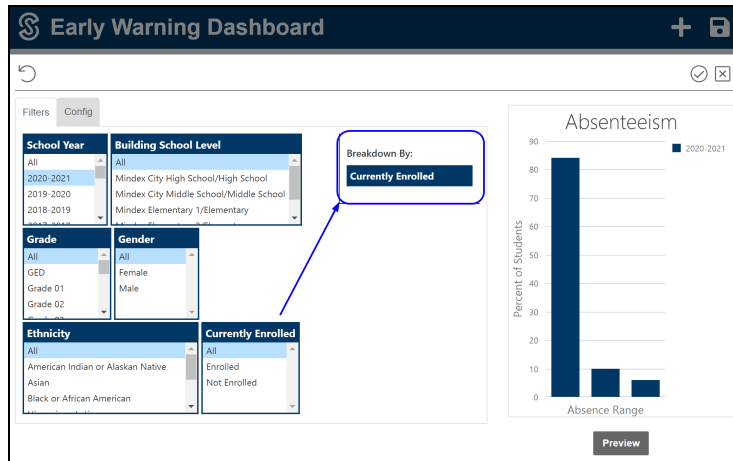 Early Warning Dashboard
Filters
Config
School Year
All
2020-2021
2019-2020
2018-2019
Building School Level
All
Mindex City High School/High School
Mindex City Middle School/Middle School
Mindex Elementary 1/Elementary
Grade
All
GED
Grade 01
Grade 02
Gender
All
Female
Male
Ethnicity
All
American Indian or Alaskan Native
Asian
Black or African American
Currently Enrolled
All
Enrolled
Not Enrolled
Breakdown By:
Currently Enrolled
Absenteeism
2020-2021
Percent of Students
90
80
70
60
50
40
30
20
10
0
Absence Range
Preview